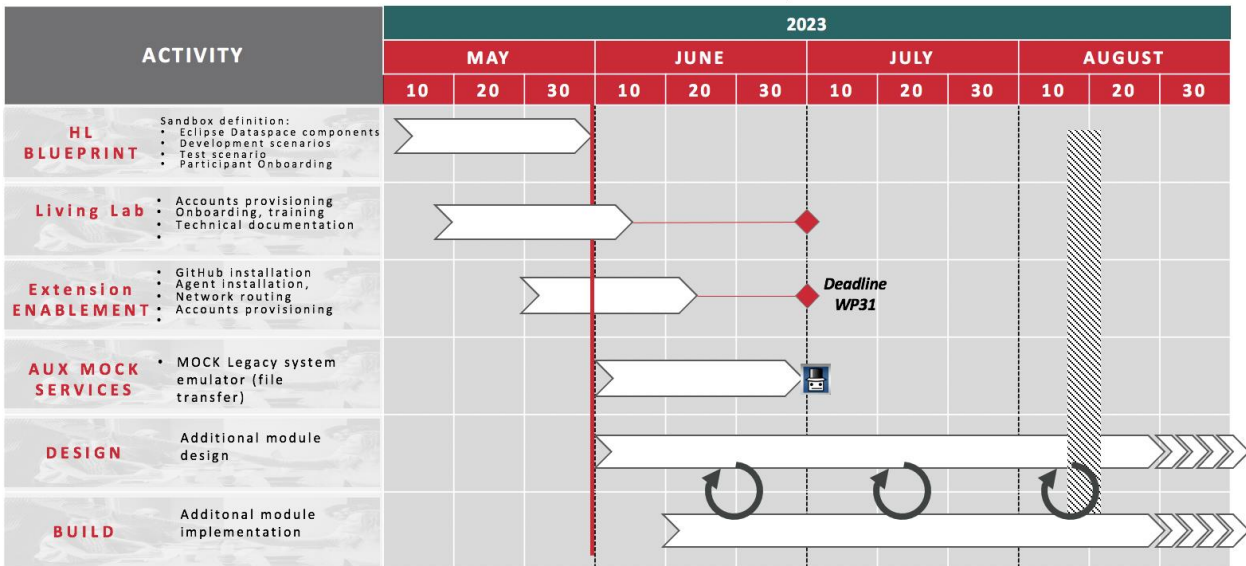 ACTIVITY
2023
MAY JUNE JULY AUGUST
10 20 30 10 20 30 10 20 30 10 20 30
HL
BLUEPRINT
Sandbox definition:
• Eclipse Dataspace components
• Development scenarios
• Test scenario
• Participant Onboarding
Living Lab
• Accounts provisioning
• Onboarding, training
• Technical documentation
•
Extension
ENABLEMENT
• GitHub installation
• Agent installation,
• Network routing
• Accounts provisioning
•
Deadline
WP31
AUX MOCK
SERVICES
• MOCK Legacy system
emulator (file
transfer)
DESIGN
Additional module
design
BUILD
Additonal module
implementation